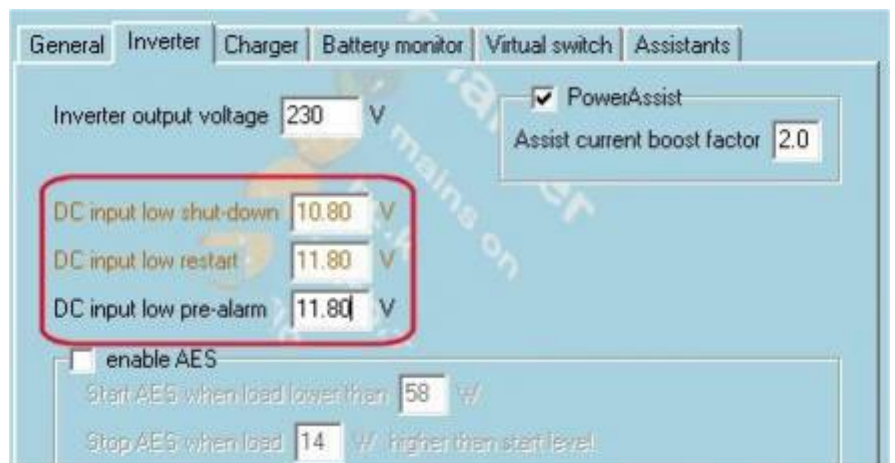 General Inverter Charger Battery monitor Virtual switch Assistants
Inverter output voltage 230 V
PowerAssist
Assist current boost factor 2.0
DC input low shut-down 10.80 V
DC input low restart 11.80 V
DC input low pre-alarm 11.80 V
enable AES
Start AES when load lower than 58 W
Stop AES when load 14 W higher than start level.
mains on